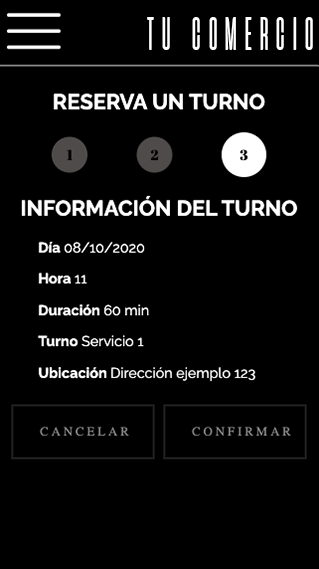 TU COMERCIO
RESERVA UN TURNO
1 2 3
INFORMACIÓN DEL TURNO
Día 08/10/2020
Hora 11
Duración 60 min
Turno Servicio 1
Ubicación Dirección ejemplo 123
CANCELAR CONFIRMAR